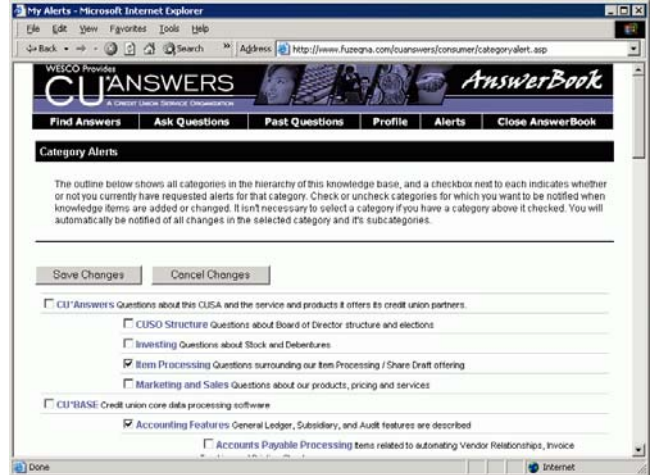 My Alerts - Microsoft Internet Explorer
File Edit View Favorites Tools Help
Back Search » Address http://www.fuzeqna.com/cuanswers/consumer/categoryalert.asp
WESCO Provides
CU*ANSWERS AnswerBook
A CREDIT UNION SERVICE ORGANIZATION
Find Answers Ask Questions Past Questions Profile Alerts Close AnswerBook
Category Alerts
The outline below shows all categories in the hierarchy of this knowledge base, and a checkbox next to each indicates whether
or not you currently have requested alerts for that category. Check or uncheck categories for which you want to be notified when
knowledge items are added or changed. It isn't necessary to select a category if you have a category above it checked. You will
automatically be notified of all changes in the selected category and it's subcategories.
Save Changes Cancel Changes
CU*Answers Questions about this CUSA and the service and products it offers its credit union partners.
CUSO Structure Questions about Board of Director structure and elections
Investing Questions about Stock and Debentures
Item Processing Questions surrounding our Item Processing / Share Draft offering
Marketing and Sales Questions about our products, pricing and services
CU*BASE Credit union core data processing software
Accounting Features General Ledger, Subsidiary, and Audit features are described
Accounts Payable Processing Items related to automating Vendor Relationships, Invoice
Done Internet